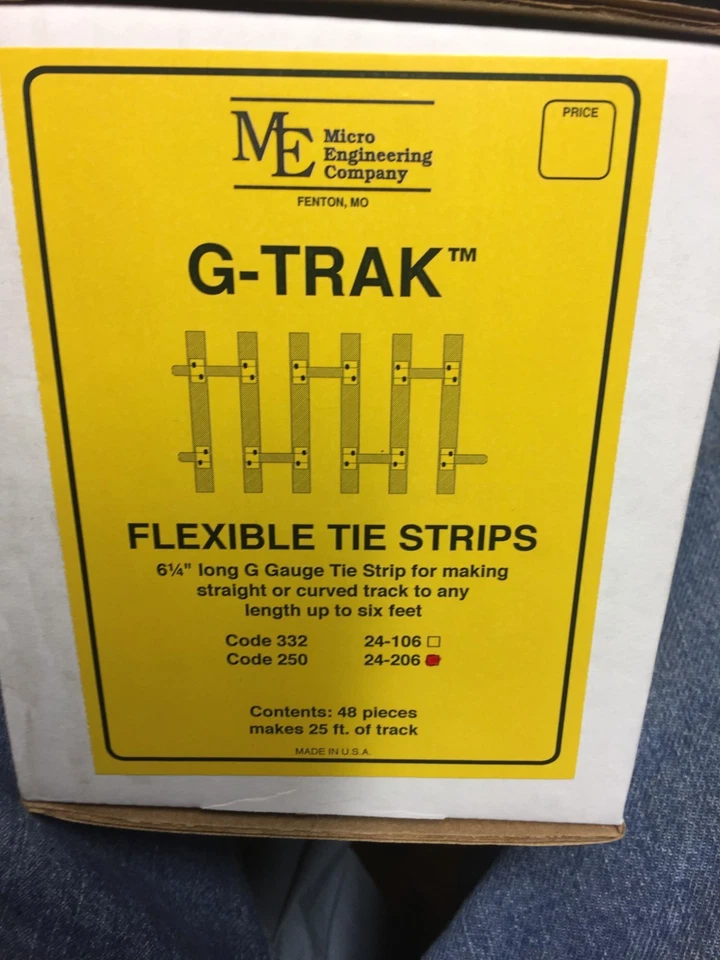 PRICE
ME Micro
Engineering
Company
FENTON, MO
G-TRAK™
FLEXIBLE TIE STRIPS
6¼" long G Gauge Tie Strip for making
straight or curved track to any
length up to six feet
Code 332 24-106
Code 250 24-206
Contents: 48 pieces
makes 25 ft. of track
MADE IN U.S.A.